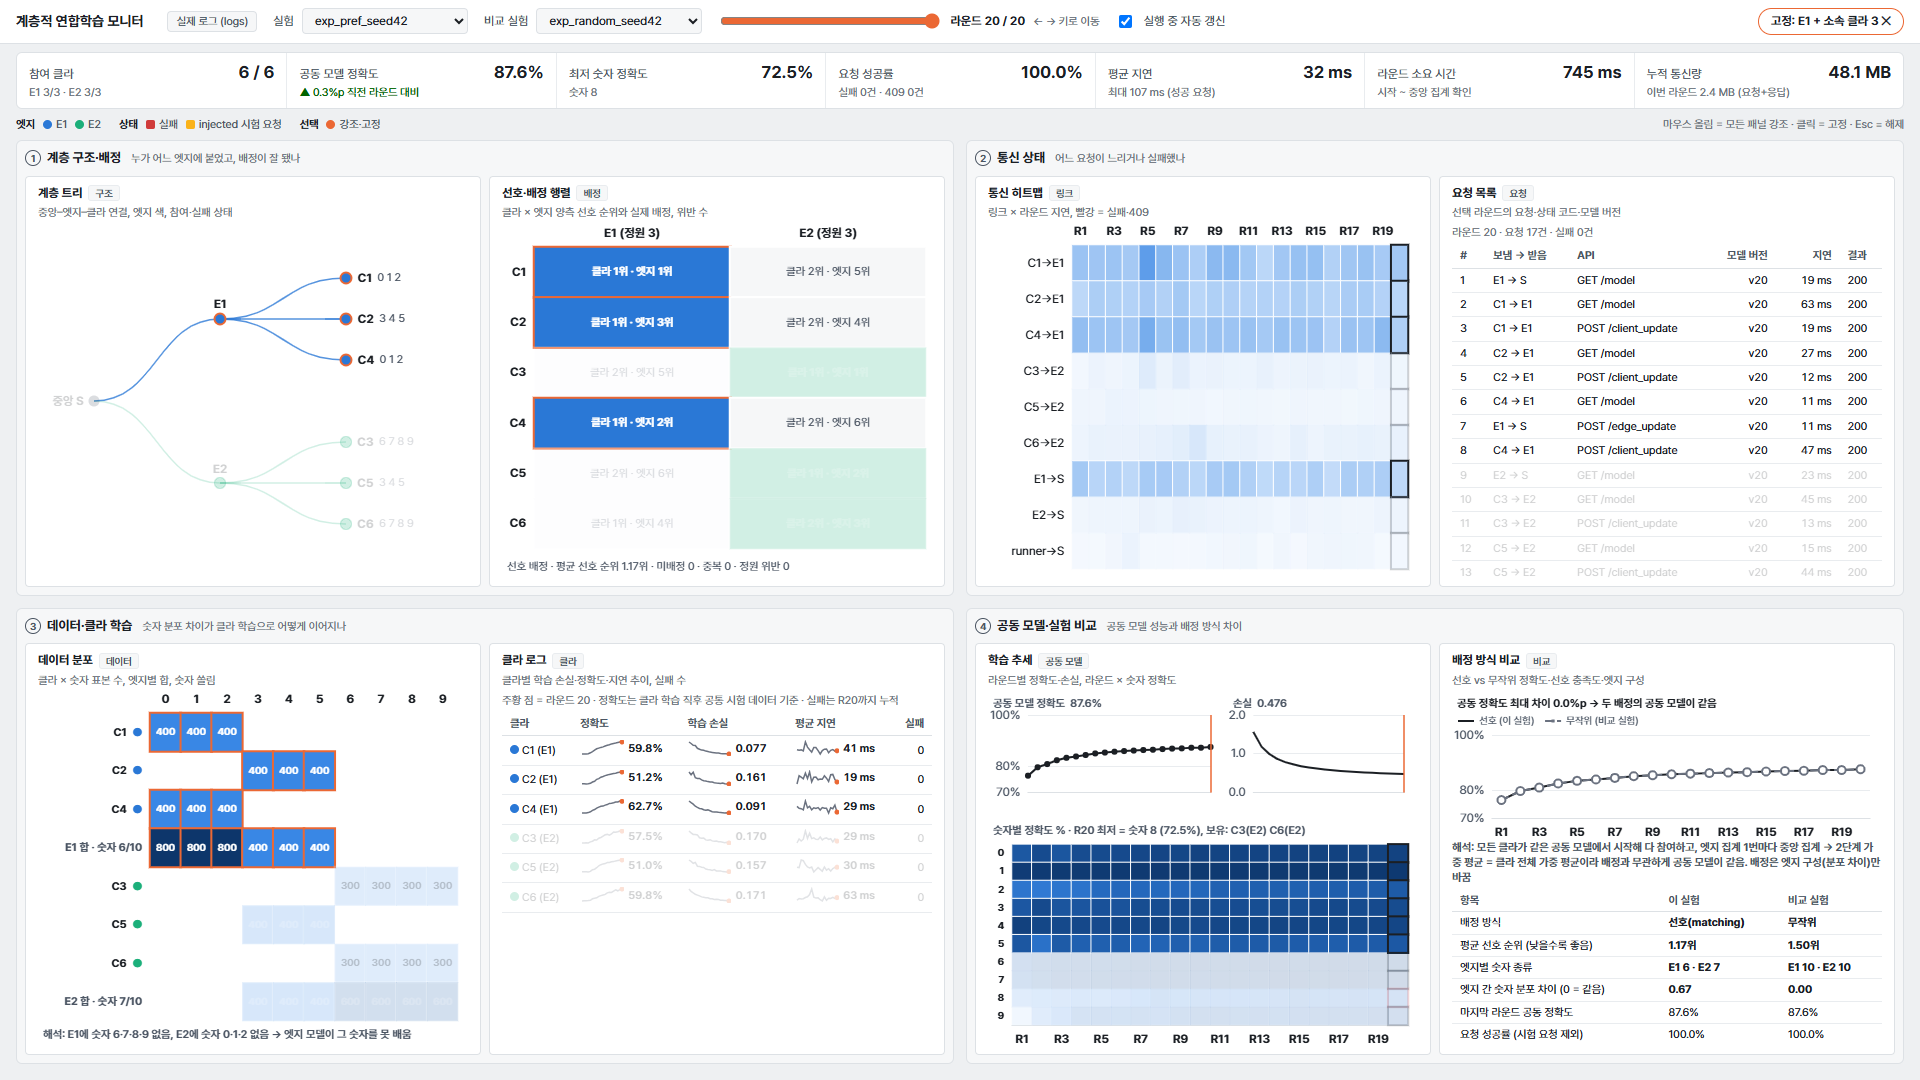 계층적 연합학습 모니터 실제 로그 (logs) 실험 exp_pref_seed42 비교 실험 exp_random_seed42 라운드 20 / 20 ← → 키로 이동 실행 중 자동 갱신 고정: E1 + 소속 클라 3 ✕
참여 클라 6 / 6
E1 3/3 · E2 3/3
공동 모델 정확도 87.6%
▲ 0.3%p 직전 라운드 대비
최저 숫자 정확도 72.5%
숫자 8
요청 성공률 100.0%
실패 0건 · 409 0건
평균 지연 32 ms
최대 107 ms (성공 요청)
라운드 소요 시간 745 ms
시작 ~ 중앙 집계 확인
누적 통신량 48.1 MB
이번 라운드 2.4 MB (요청+응답)
엣지 E1 E2 상태 실패 injected 시험 요청 선택 강조·고정
마우스 올림 = 모든 패널 강조 · 클릭 = 고정 · Esc = 해제
1 계층 구조·배정 누가 어느 엣지에 붙었고, 배정이 잘 됐나
계층 트리 구조
중앙–엣지–클라 연결, 엣지 색, 참여·실패 상태
E1
C1 0 1 2
C2 3 4 5
C4 0 1 2
중앙 S
E2
C3 6 7 8 9
C5 3 4 5
C6 6 7 8 9
선호·배정 행렬 배정
클라 × 엣지 양측 선호 순위와 실제 배정, 위반 수
E1 (정원 3) E2 (정원 3)
C1 클라 1위 · 엣지 1위 클라 2위 · 엣지 5위
C2 클라 1위 · 엣지 3위 클라 2위 · 엣지 4위
C3 클라 2위 · 엣지 5위
C4 클라 1위 · 엣지 2위 클라 2위 · 엣지 6위
C5 클라 2위 · 엣지 6위
C6 클라 1위 · 엣지 4위
선호 배정 · 평균 선호 순위 1.17위 · 미배정 0 · 중복 0 · 정원 위반 0
2 통신 상태 어느 요청이 느리거나 실패했나
통신 히트맵 링크
링크 × 라운드 지연, 빨강 = 실패·409
R1 R3 R5 R7 R9 R11 R13 R15 R17 R19
C1→E1
C2→E1
C4→E1
C3→E2
C5→E2
C6→E2
E1→S
E2→S
runner→S
요청 목록 요청
선택 라운드의 요청·상태 코드·모델 버전
라운드 20 · 요청 17건 · 실패 0건
# 보냄 → 받음 API 모델 버전 지연 결과
1 E1 → S GET /model v20 19 ms 200
2 C1 → E1 GET /model v20 63 ms 200
3 C1 → E1 POST /client_update v20 19 ms 200
4 C2 → E1 GET /model v20 27 ms 200
5 C2 → E1 POST /client_update v20 12 ms 200
6 C4 → E1 GET /model v20 11 ms 200
7 E1 → S POST /edge_update v20 11 ms 200
8 C4 → E1 POST /client_update v20 47 ms 200
9 E2 → S GET /model v20 23 ms 200
10 C3 → E2 GET /model v20 45 ms 200
11 C3 → E2 POST /client_update v20 13 ms 200
12 C5 → E2 GET /model v20 15 ms 200
13 C5 → E2 POST /client_update v20 44 ms 200
3 데이터·클라 학습 숫자 분포 차이가 클라 학습으로 어떻게 이어지나
데이터 분포 데이터
클라 × 숫자 표본 수, 엣지별 합, 숫자 쏠림
0 1 2 3 4 5 6 7 8 9
C1 400 400 400
C2 400 400 400
C4 400 400 400
E1 합 · 숫자 6/10 800 800 800 400 400 400
C3 300 300 300 300
C5 400 400 400
C6 300 300 300 300
E2 합 · 숫자 7/10
해석: E1에 숫자 6·7·8·9 없음, E2에 숫자 0·1·2 없음 → 엣지 모델이 그 숫자를 못 배움
클라 로그 클라
클라별 학습 손실·정확도·지연 추이, 실패 수
주황 점 = 라운드 20 · 정확도는 클라 학습 직후 공동 시험 데이터 기준 · 실패는 R20까지 누적
클라 정확도 학습 손실 평균 지연 실패
C1 (E1) 59.8% 0.077 41 ms 0
C2 (E1) 51.2% 0.161 19 ms 0
C4 (E1) 62.7% 0.091 29 ms 0
C3 (E2) 57.5% 0.170 29 ms 0
C5 (E2) 51.0% 0.157 30 ms 0
C6 (E2) 59.8% 0.171 63 ms 0
4 공동 모델·실험 비교 공동 모델 성능과 배정 방식 차이
학습 추세 공동 모델
라운드별 정확도·손실, 라운드 × 숫자 정확도
공동 모델 정확도 87.6% 손실 0.476
100% 80% 70%
2.0 1.0 0.0
숫자별 정확도 % · R20 최저 = 숫자 8 (72.5%), 보유: C3(E2) C6(E2)
0
1
2
3
4
5
6
7
8
9
R1 R3 R5 R7 R9 R11 R13 R15 R17 R19
배정 방식 비교 비교
선호 vs 무작위 정확도·선호 충족도·엣지 구성
공동 정확도 최대 차이 0.0%p → 두 배정의 공동 모델이 같음
선호 (이 실험) 무작위 (비교 실험)
100%
80%
70%
R1 R3 R5 R7 R9 R11 R13 R15 R17 R19
해석: 모든 클라가 같은 공동 모델에서 시작해 다 참여하고, 엣지 집계 1번마다 중앙 집계 → 2단계 가
중 평균 = 클라 전체 가중 평균이라 배정과 무관하게 공동 모델이 같음. 배정은 엣지 구성(분포 차이)만
바꿈
항목 이 실험 비교 실험
배정 방식 선호(matching) 무작위
평균 선호 순위 (낮을수록 좋음) 1.17위 1.50위
엣지별 숫자 종류 E1 6 · E2 7 E1 10 · E2 10
엣지 간 숫자 분포 차이 (0 = 같음) 0.67 0.00
마지막 라운드 공동 정확도 87.6% 87.6%
요청 성공률 (시험 요청 제외) 100.0% 100.0%